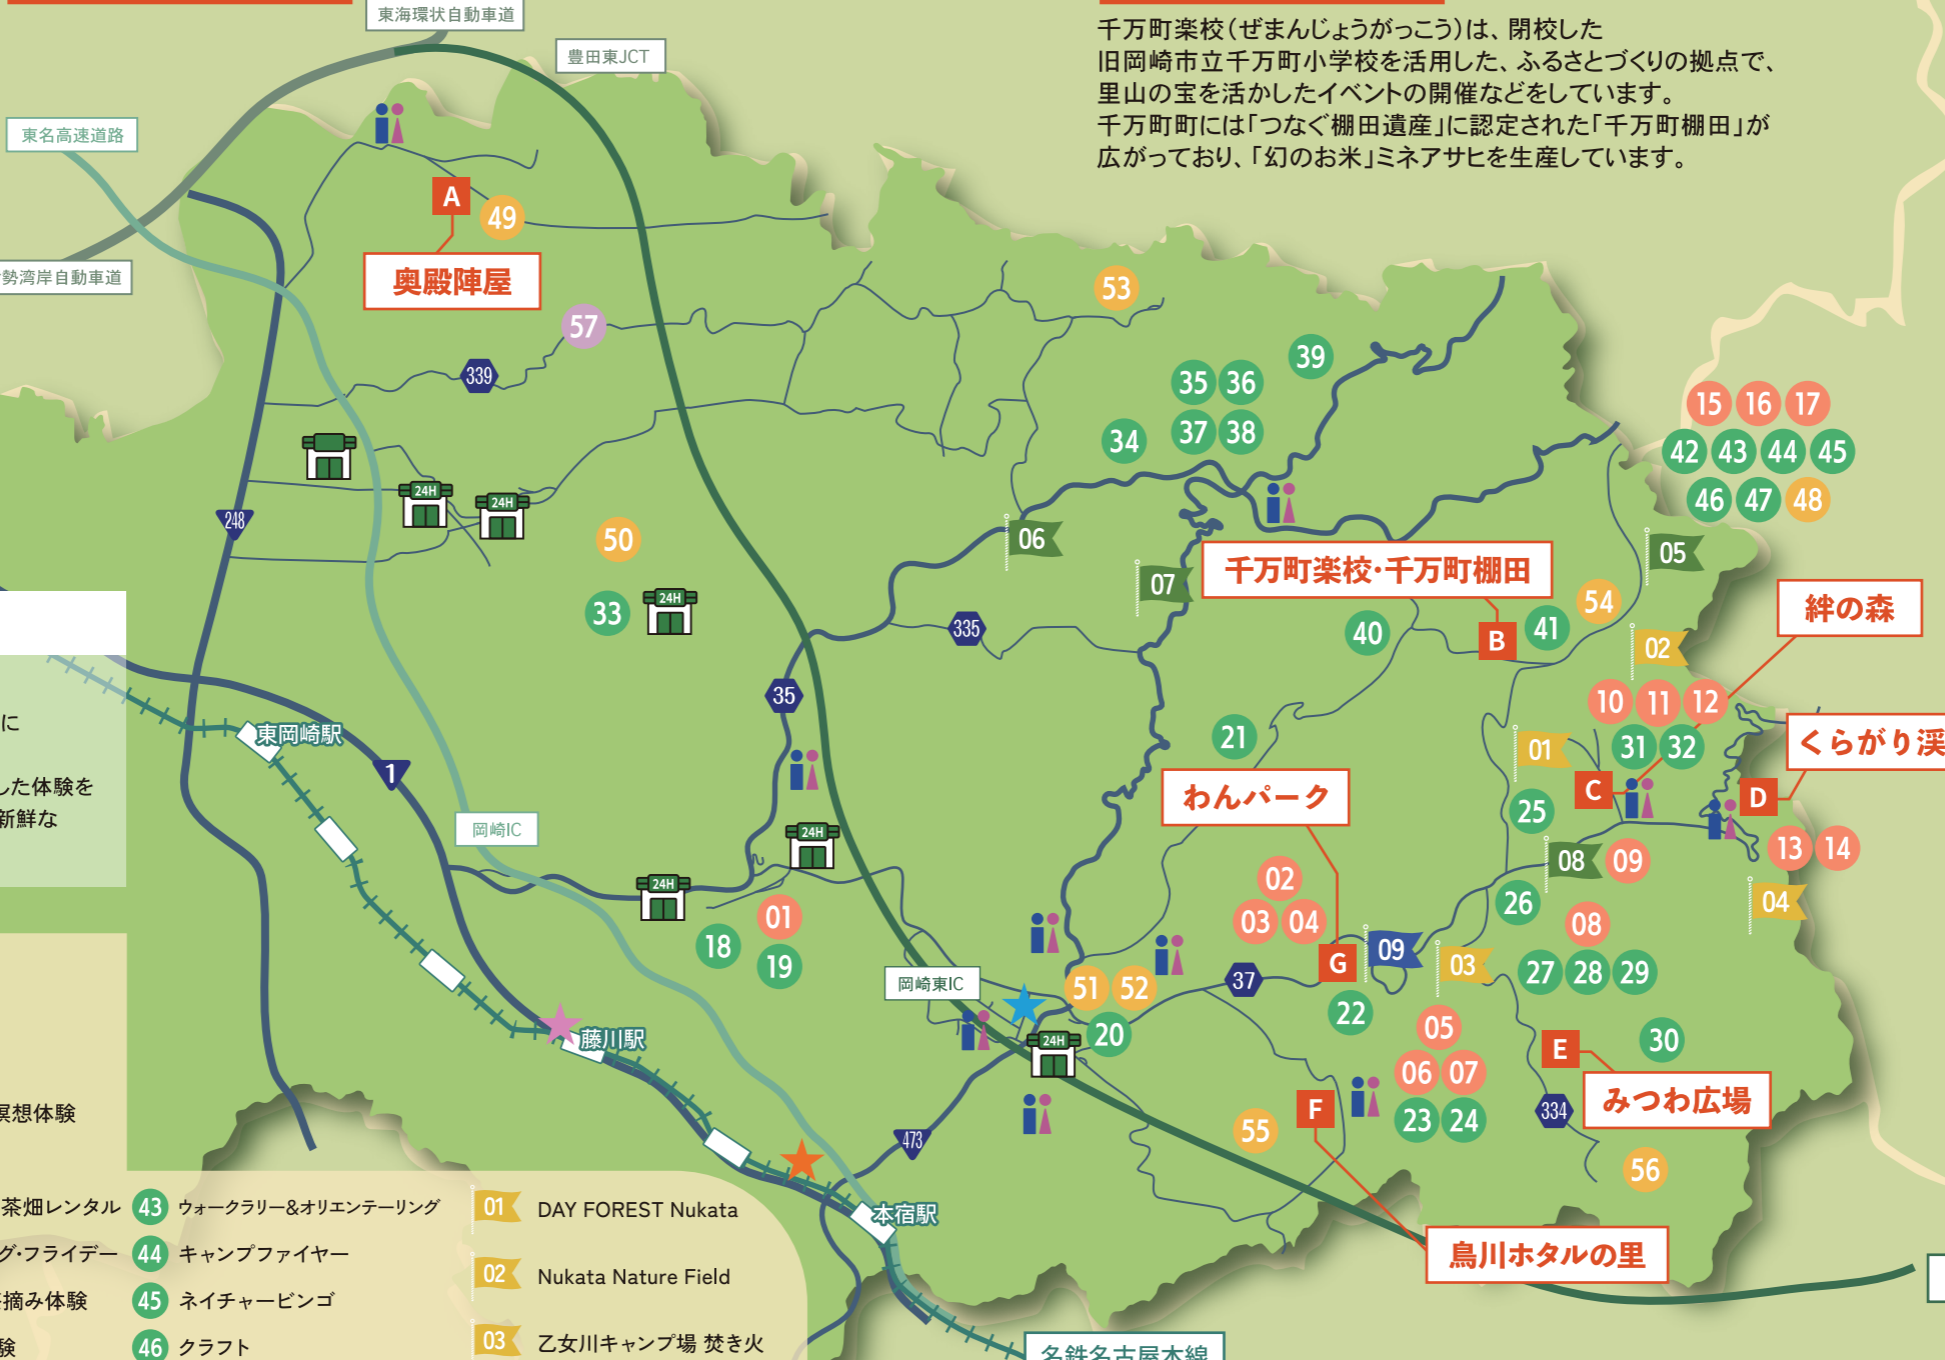 東海環状自動車道
豊田東JCT
東名高速道路
勢湾岸自動車道
千万町楽校（ぜまんじょうがっこう）は、閉校した
旧岡崎市立千万町小学校を活用した、ふるさとづくりの拠点で、
里山の宝を活かしたイベントの開催などをしています。
千万町町には「つなぐ棚田遺産」に認定された「千万町棚田」が
広がっており、「幻のお米」ミネアサヒを生産しています。
A
49
奥殿陣屋
57
339
53
39
35 36
37 38
34
15 16 17
42 43 44 45
46 47 48
248
24H
24H
50
33
24H
06
07
05
千万町楽校・千万町棚田
54
40
B
41
絆の森
335
35
02
10 11 12
31 32
01
C
D
くらがり渓
25
21
わんパーク
東岡崎駅
1
岡崎IC
24H
24H
に
した体験を
新鮮な
08
09
13 14
04
26
02
03 04
08
27 28 29
01
18
19
岡崎東IC
51 52
20
24H
37
G
09
03
22
05
06 07
23 24
E
30
みつわ広場
334
56
藤川駅
473
55
F
鳥川ホタルの里
本宿駅
名鉄名古屋本線
瞑想体験
茶畑レンタル
グ・フライデー
摘み体験
験
43 ウォークラリー&オリエンテーリング
44 キャンプファイヤー
45 ネイチャービンゴ
46 クラフト
01 DAY FOREST Nukata
02 Nukata Nature Field
03 乙女川キャンプ場 焚き火